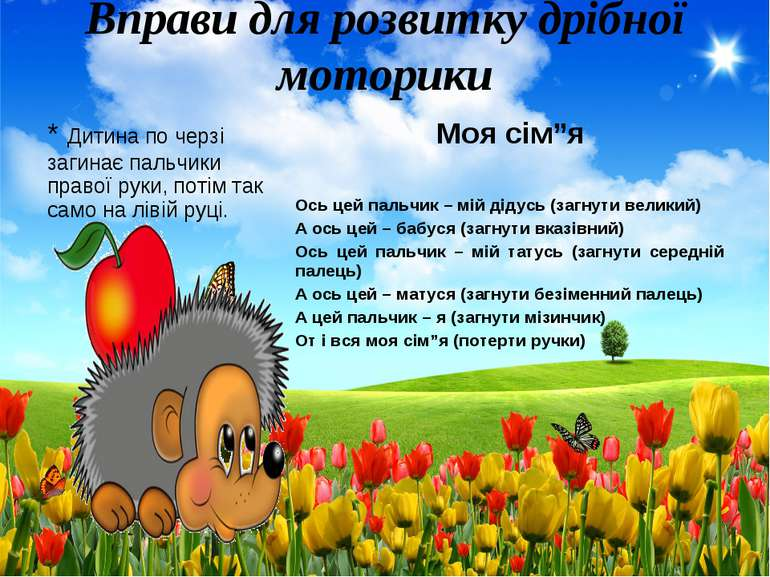 Вправи для розвитку дрібної
моторики
* Дитина по черзі
загинає пальчики
правої руки, потім так
само на лівій руці.
Моя сім”я
Ось цей пальчик – мій дідусь (загнути великий)
А ось цей – бабуся (загнути вказівний)
Ось цей пальчик – мій татусь (загнути середній
палець)
А ось цей – матуся (загнути безіменний палець)
А цей пальчик – я (загнути мізинчик)
От і вся моя сім”я (потерти ручки)